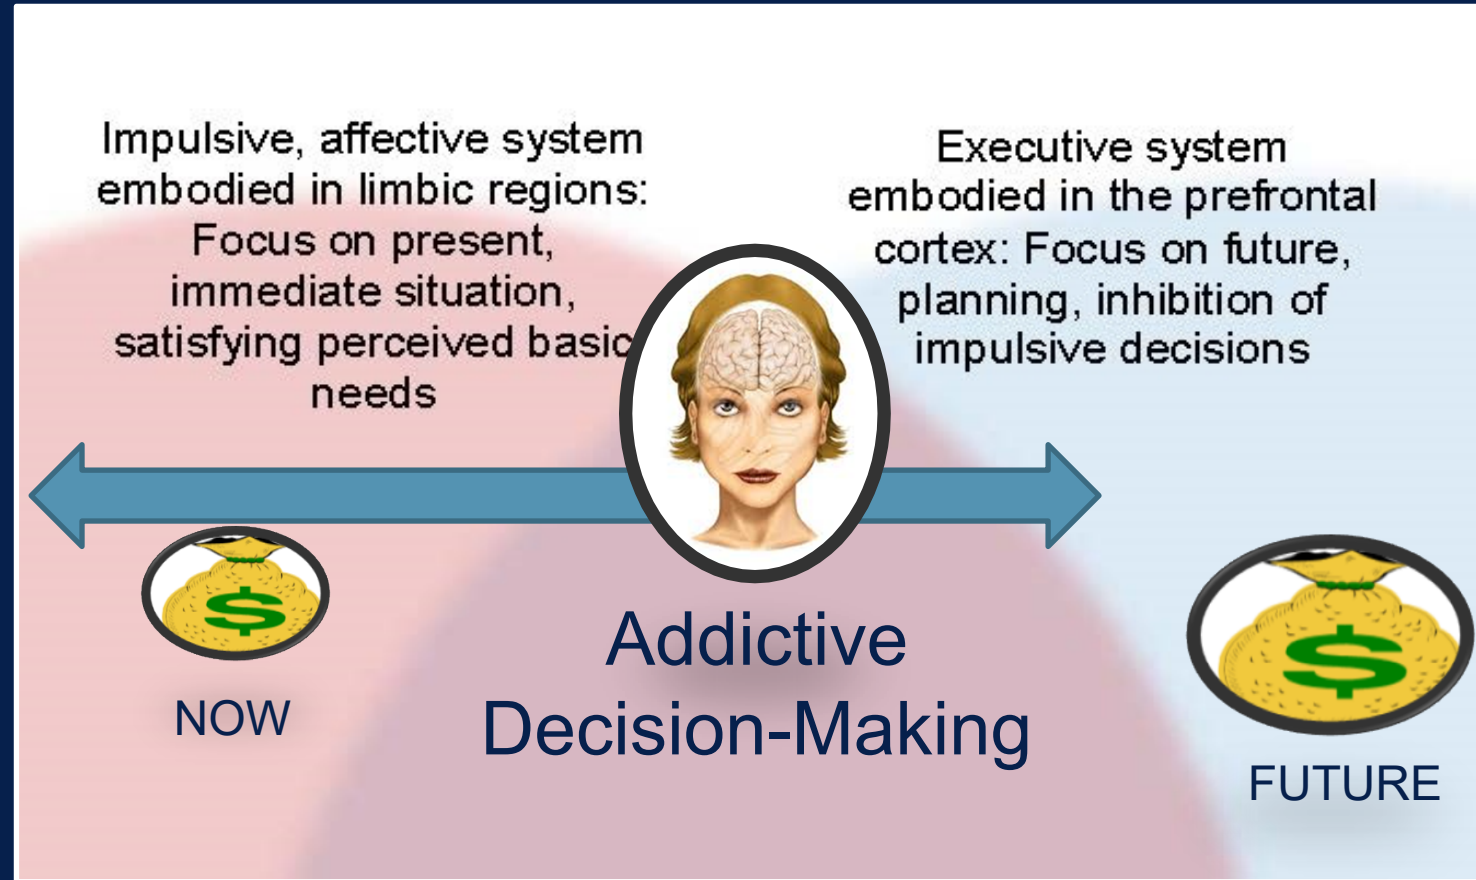 Impulsive, affective system
embodied in limbic regions:
Focus on present,
immediate situation,
satisfying perceived basic
needs
Executive system
embodied in the prefrontal
cortex: Focus on future,
planning, inhibition of
impulsive decisions
$
NOW
Addictive
Decision-Making
$
FUTURE